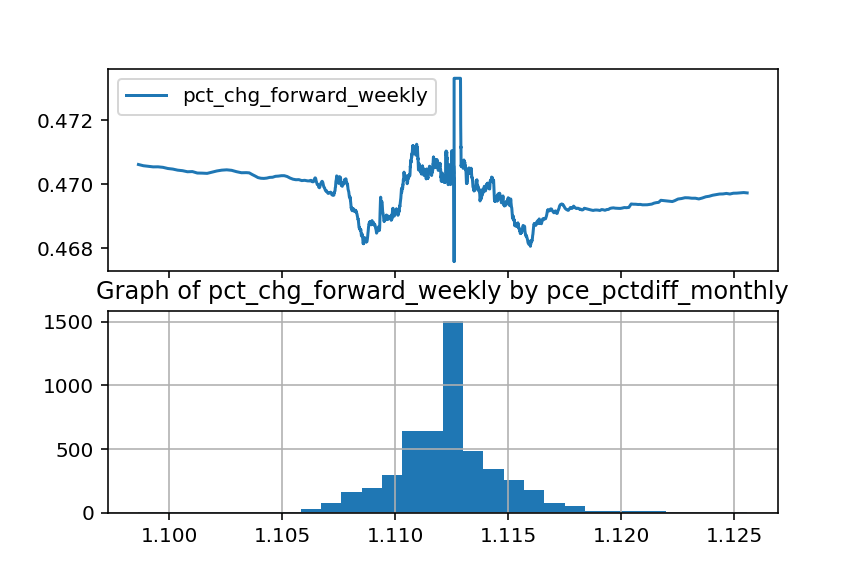 pct_chg_forward_weekly
0.472
0.470
0.468
Graph of pct_chg_forward_weekly by pce_pctdiff_monthly
1500
1000
500
0
1.100 1.105 1.110 1.115 1.120 1.125